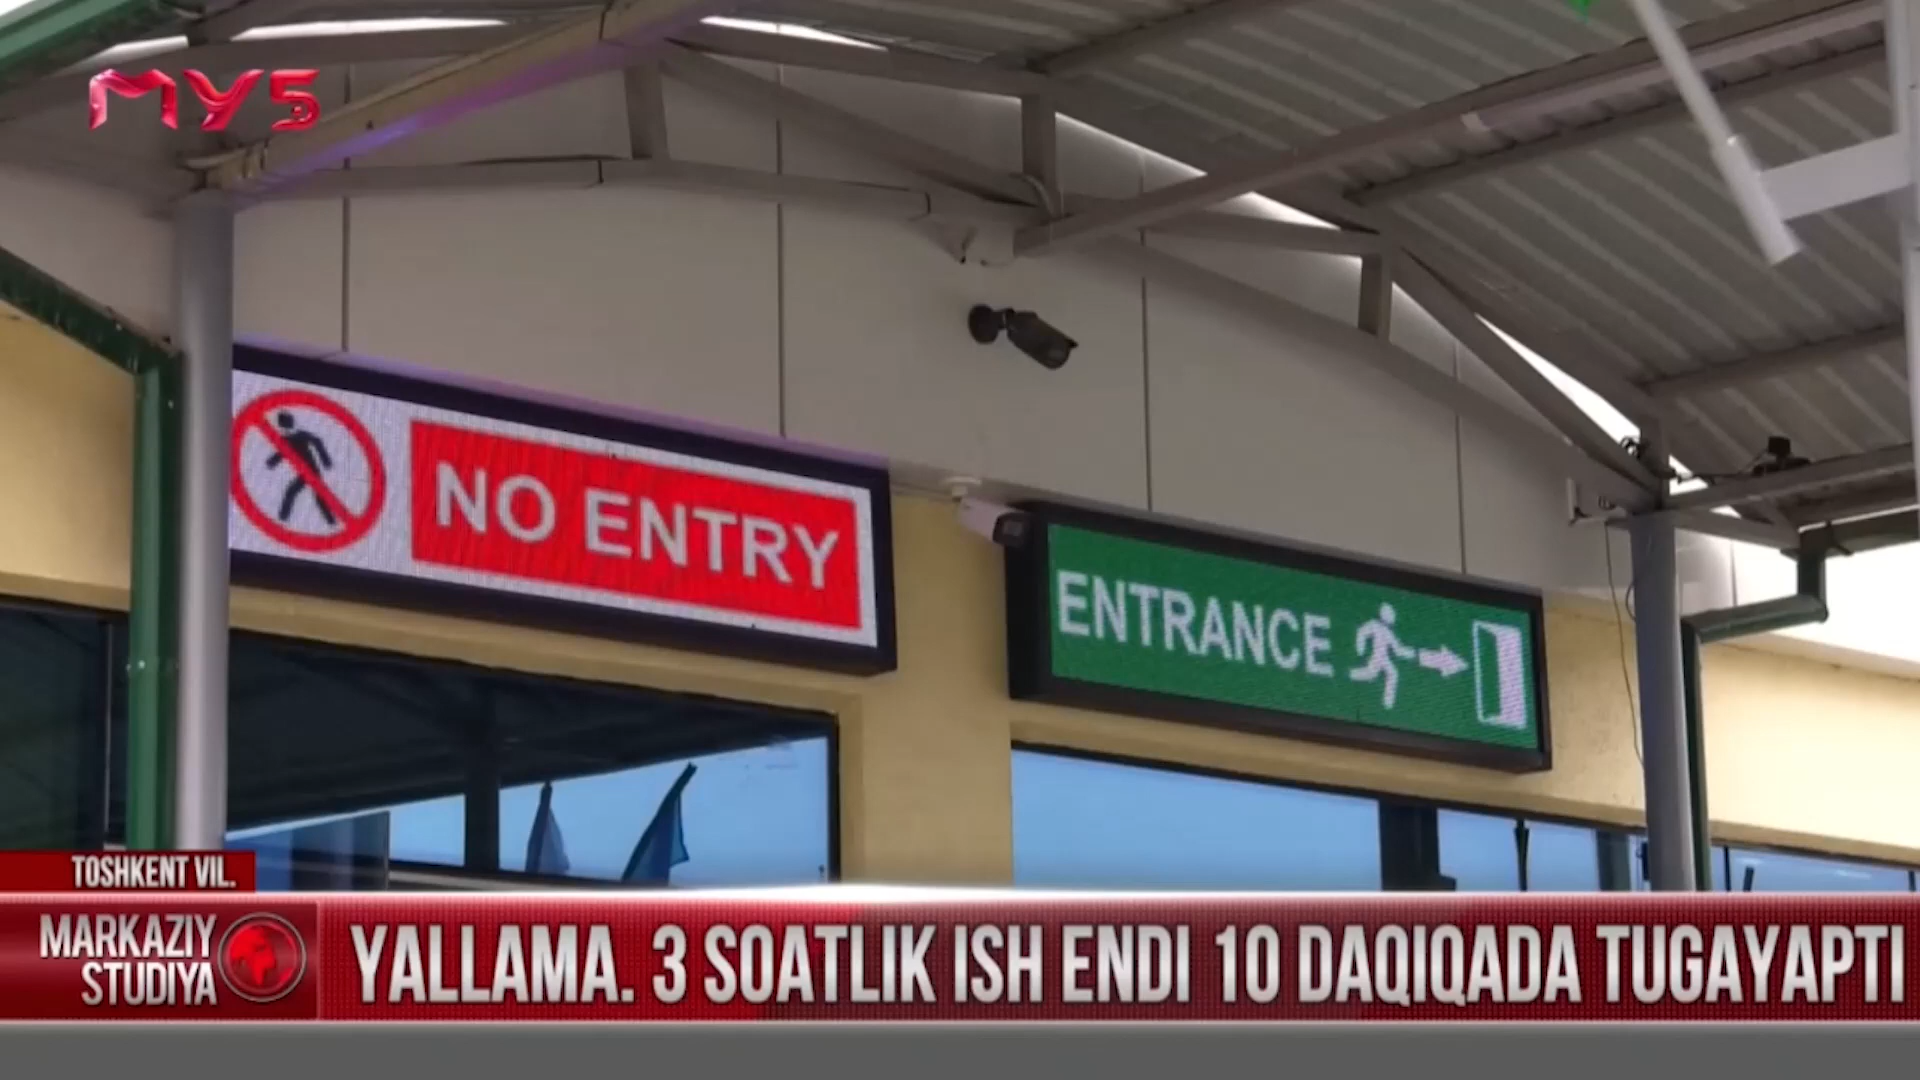 MY5
NO ENTRY
ENTRANCE
TOSHKENT VIL.
MARKAZIY
STUDIYA
YALLAMA. 3 SOATLIK ISH ENDI 10 DAQIQADA TUGAYAPTI